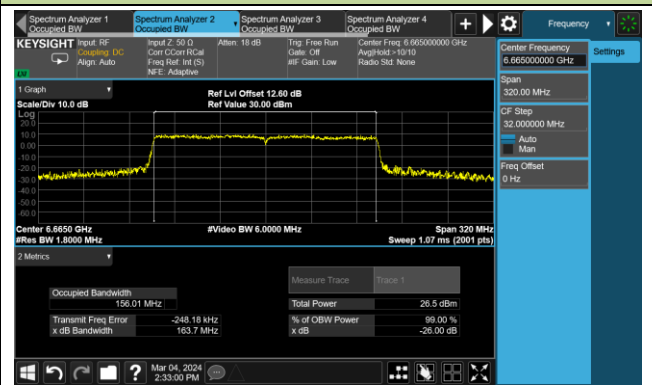 Spectrum Analyzer 1
Occupied BW
Spectrum Analyzer 2
Occupied BW
Spectrum Analyzer 3
Occupied BW
Spectrum Analyzer 4
Occupied BW
Frequency
KEYSIGHT
Input: RF
Coupling: DC
Align: Auto
Input Z: 50 Ω
Corr CCorr RCal
Freq Ref: Int (S)
NFE: Adaptive
Atten: 18 dB
Trig: Free Run
Gate: Off
#IF Gain: Low
Center Freq: 6.665000000 GHz
Avg|Hold:>10/10
Radio Std: None
Center Frequency
6.665000000 GHz
Settings
Span
320.00 MHz
CF Step
32.000000 MHz
Auto
Man
Freq Offset
0 Hz
1 Graph
Scale/Div 10.0 dB
Ref Lvl Offset 12.60 dB
Ref Value 30.00 dBm
Log
20.0
10.0
0.00
-10.0
-20.0
-30.0
-40.0
-50.0
-60.0
Center 6.6650 GHz
#Res BW 1.8000 MHz
#Video BW 6.0000 MHz
Span 320 MHz
Sweep 1.07 ms (2001 pts)
2 Metrics
Measure Trace
Trace 1
Occupied Bandwidth
156.01 MHz
Total Power
26.5 dBm
Transmit Freq Error
-248.18 kHz
% of OBW Power
99.00 %
x dB Bandwidth
163.7 MHz
x dB
-26.00 dB
Mar 04, 2024
2:33:00 PM